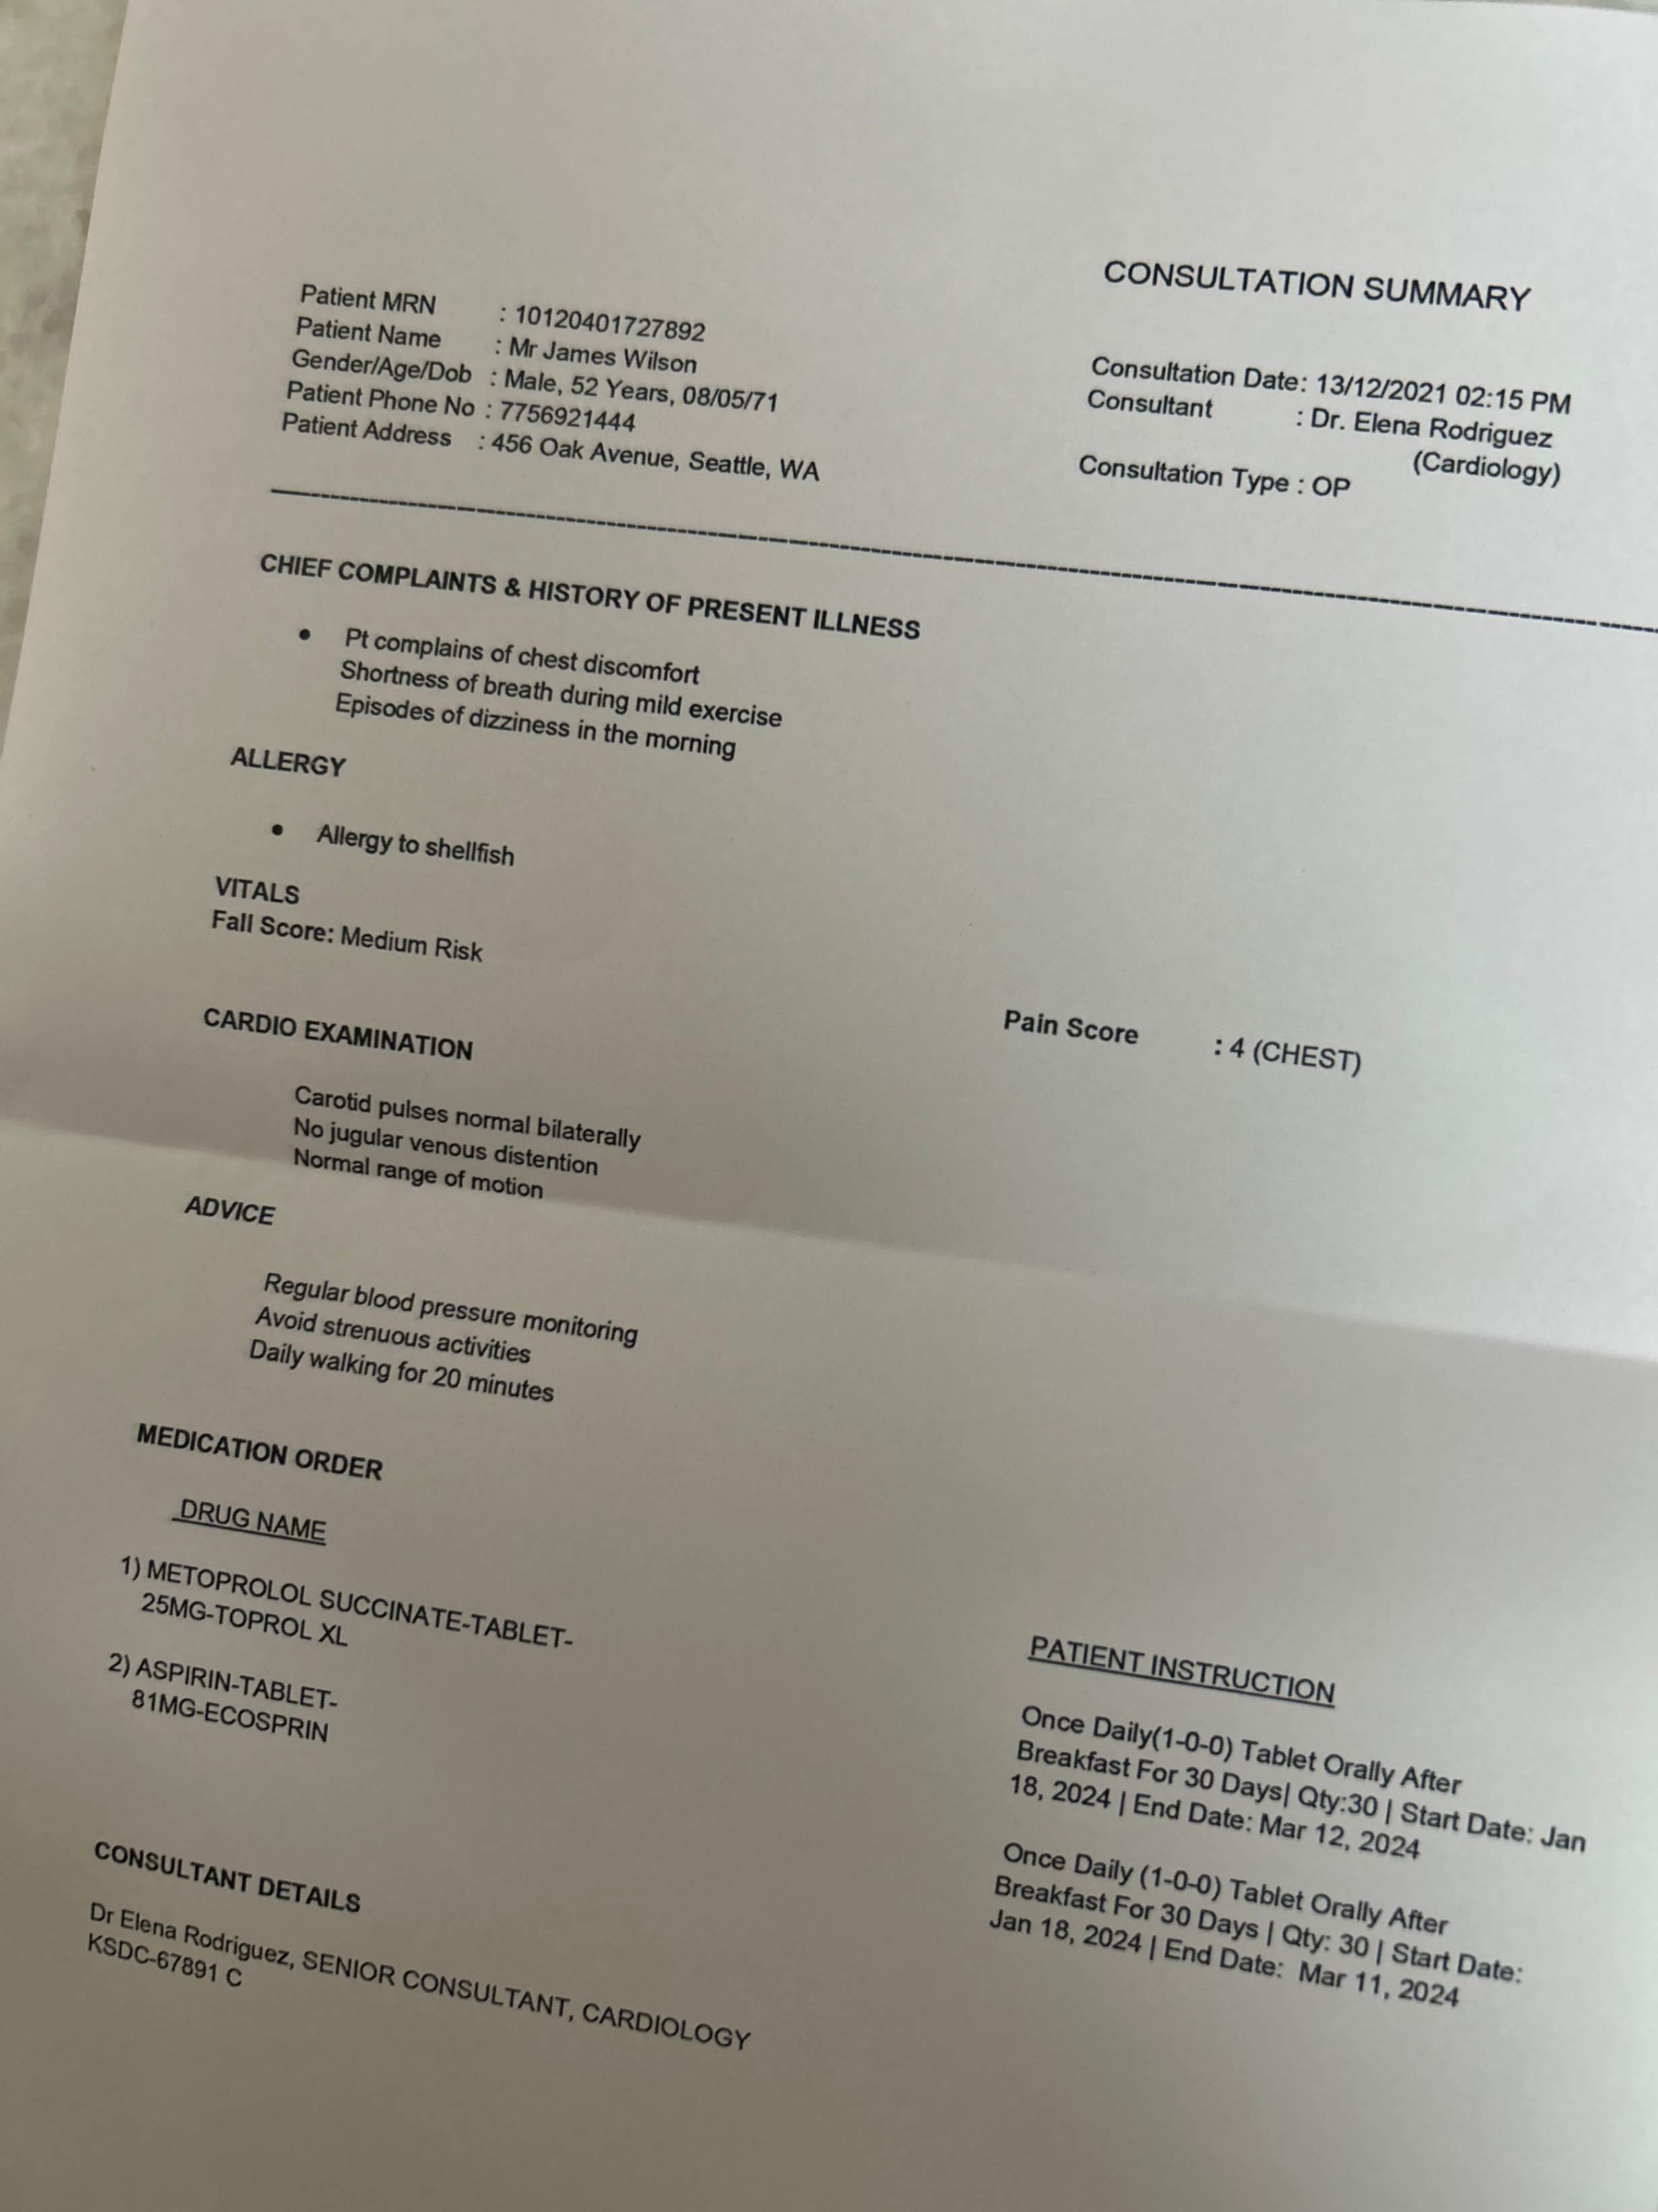 CONSULTATION SUMMARY
Patient MRN : 10120401727892
Patient Name : Mr James Wilson
Gender/Age/Dob : Male, 52 Years, 08/05/71
Patient Phone No : 7756921444
Patient Address : 456 Oak Avenue, Seattle, WA
Consultation Date: 13/12/2021 02:15 PM
Consultant : Dr. Elena Rodriguez
(Cardiology)
Consultation Type : OP
CHIEF COMPLAINTS & HISTORY OF PRESENT ILLNESS
• Pt complains of chest discomfort
Shortness of breath during mild exercise
Episodes of dizziness in the morning
ALLERGY
• Allergy to shellfish
VITALS
Fall Score: Medium Risk
Pain Score : 4 (CHEST)
CARDIO EXAMINATION
Carotid pulses normal bilaterally
No jugular venous distention
Normal range of motion
ADVICE
Regular blood pressure monitoring
Avoid strenuous activities
Daily walking for 20 minutes
MEDICATION ORDER
DRUG NAME
1) METOPROLOL SUCCINATE-TABLET-
25MG-TOPROL XL
2) ASPIRIN-TABLET-
81MG-ECOSPRIN
PATIENT INSTRUCTION
Once Daily(1-0-0) Tablet Orally After
Breakfast For 30 Days| Qty:30 | Start Date: Jan
18, 2024 | End Date: Mar 12, 2024
Once Daily (1-0-0) Tablet Orally After
Breakfast For 30 Days | Qty: 30 | Start Date:
Jan 18, 2024 | End Date: Mar 11, 2024
CONSULTANT DETAILS
Dr Elena Rodriguez, SENIOR CONSULTANT, CARDIOLOGY
KSDC-67891 C